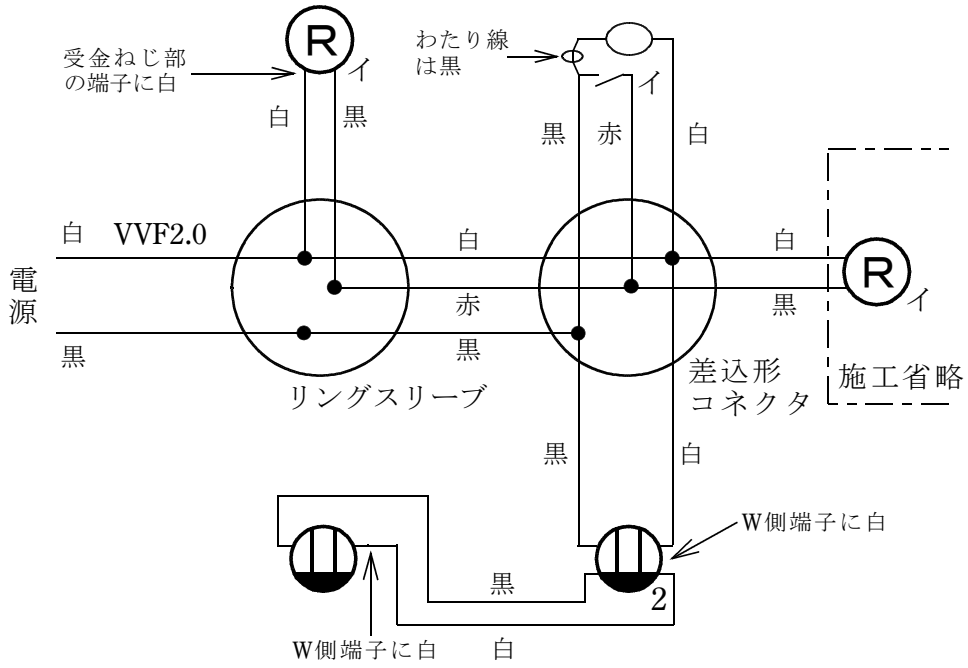 受金ねじ部
の端子に白
R
イ
わたり線
は黒
イ
白
黒
黒
赤
白
白
VVF2.0
白
白
電源
赤
黒
R
イ
黒
黒
リングスリーブ
差込形
コネクタ
施工省略
黒
白
W側端子に白
黒
2
W側端子に白
白